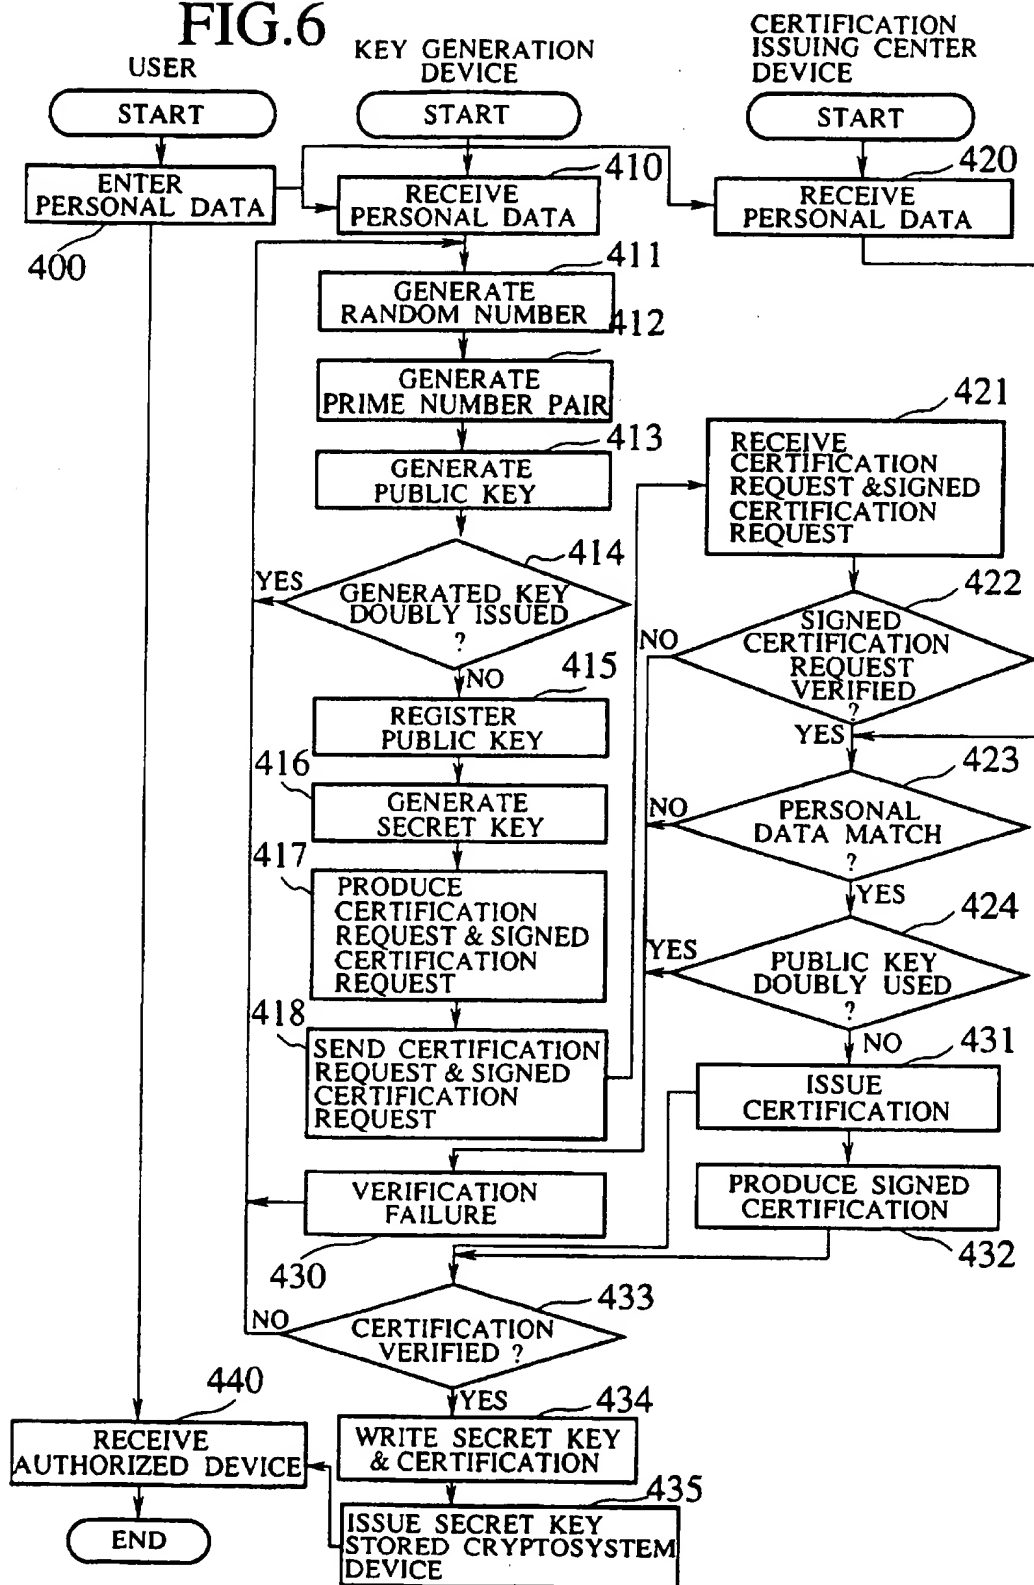 FIG.6
USER
KEY GENERATION
DEVICE
CERTIFICATION
ISSUING CENTER
DEVICE
START
START
START
ENTER
PERSONAL DATA
400
410
RECEIVE
PERSONAL DATA
420
RECEIVE
PERSONAL DATA
411
GENERATE
RANDOM NUMBER
412
GENERATE
PRIME NUMBER PAIR
413
GENERATE
PUBLIC KEY
414
YES
GENERATED KEY
DOUBLY ISSUED
?
NO
415
REGISTER
PUBLIC KEY
416
GENERATE
SECRET KEY
417
PRODUCE
CERTIFICATION
REQUEST & SIGNED
CERTIFICATION
REQUEST
418
SEND CERTIFICATION
REQUEST & SIGNED
CERTIFICATION
REQUEST
421
RECEIVE
CERTIFICATION
REQUEST &SIGNED
CERTIFICATION
REQUEST
422
NO
SIGNED
CERTIFICATION
REQUEST
VERIFIED
?
YES
423
NO
PERSONAL
DATA MATCH
?
YES
424
YES
PUBLIC KEY
DOUBLY USED
?
NO
431
ISSUE
CERTIFICATION
PRODUCE SIGNED
CERTIFICATION
432
VERIFICATION
FAILURE
430
433
NO
CERTIFICATION
VERIFIED ?
YES
434
WRITE SECRET KEY
& CERTIFICATION
435
ISSUE SECRET KEY
STORED CRYPTOSYSTEM
DEVICE
440
RECEIVE
AUTHORIZED DEVICE
END